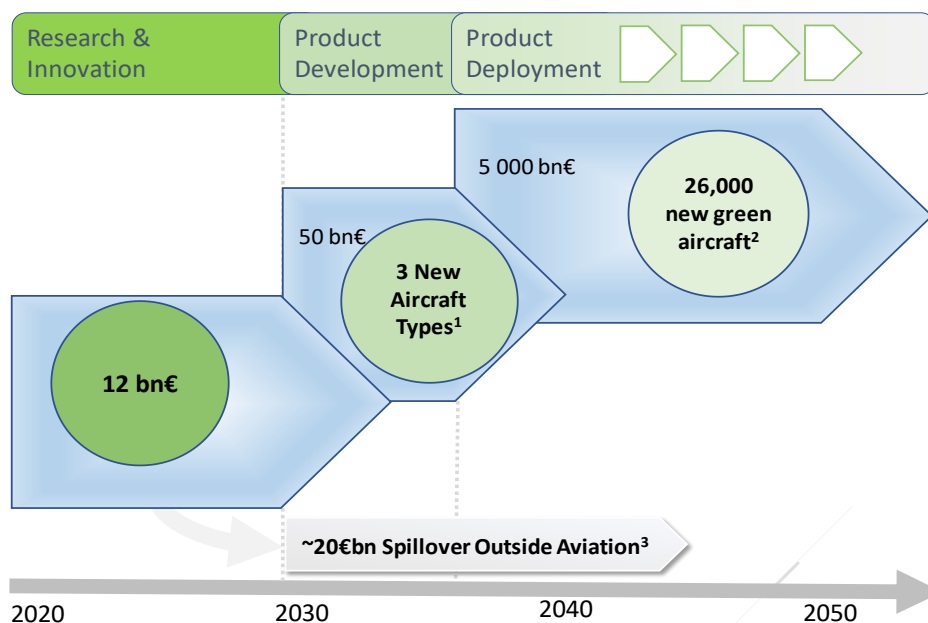 Research &
Innovation
Product
Development
Product
Deployment
5 000 bn€
26,000
new green
aircraft²
50 bn€
3 New
Aircraft
Types¹
12 bn€
~20€bn Spillover Outside Aviation³
2020
2030
2040
2050